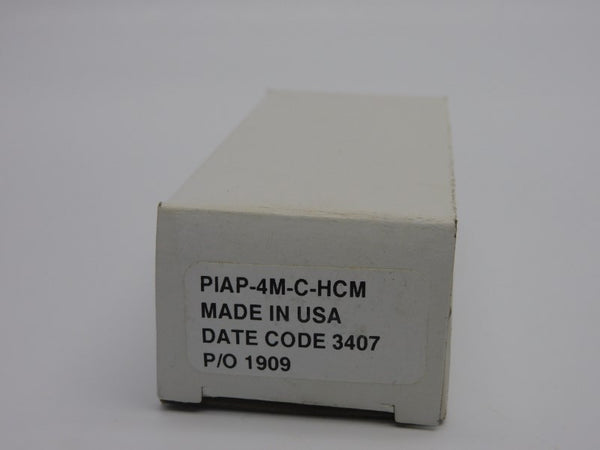 PIAP-4M-C-HCM
MADE IN USA
DATE CODE 3407
P/O 1909